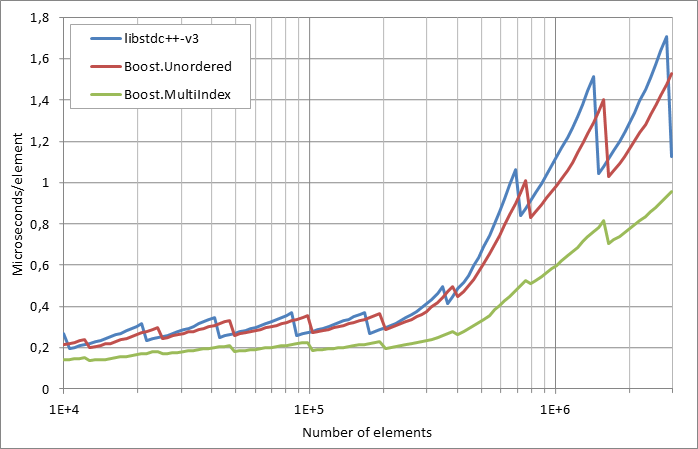 1,8
1,6
1,4
1,2
1
0,8
0,6
0,4
0,2
0
Microseconds/element
libstdc++-v3
Boost.Unordered
Boost.MultiIndex
1E+4
1E+5
1E+6
Number of elements